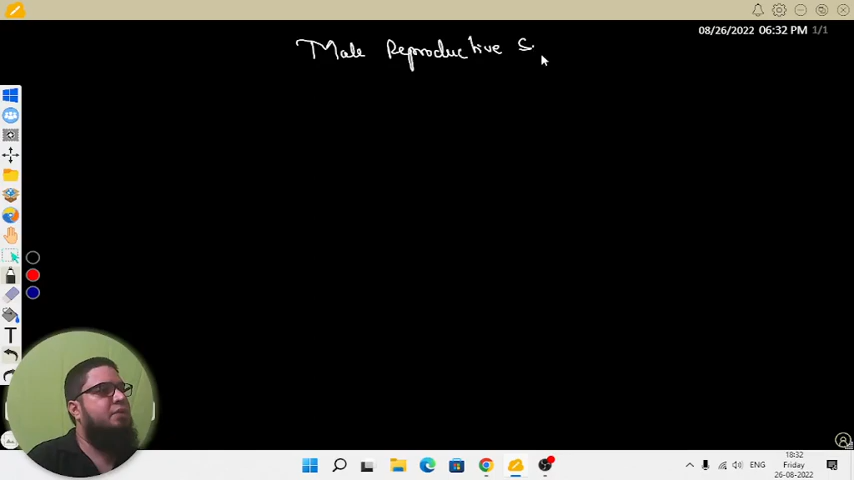 Male Reproductive S
08/26/2022 06:32 PM 1/1
T
ENG
18:32
Friday
26-08-2022